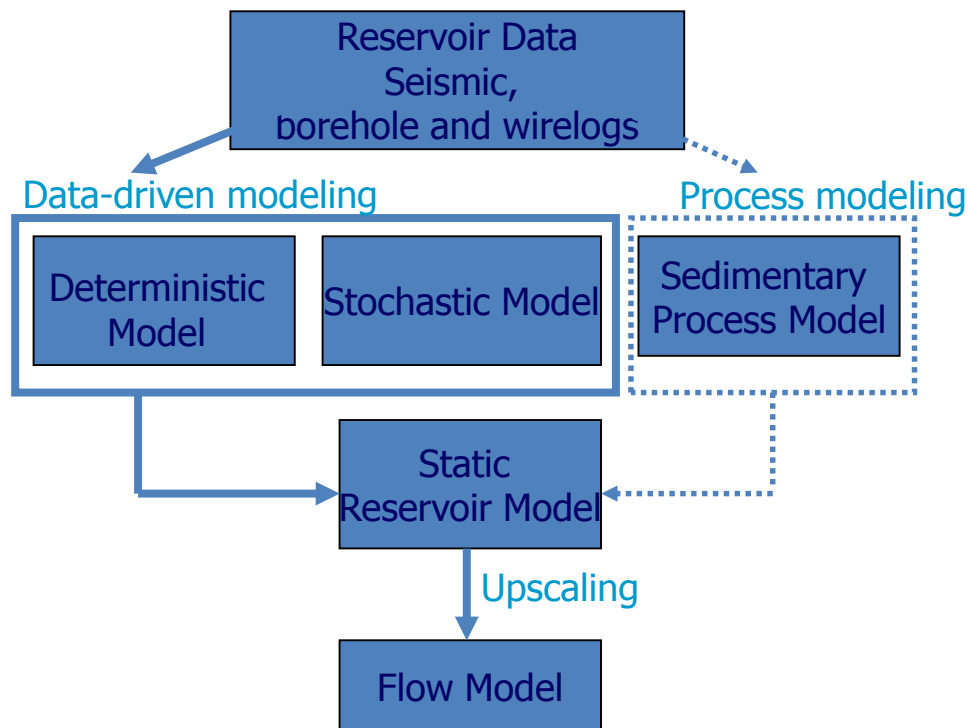 Reservoir Data
Seismic,
borehole and wirelogs
Data-driven modeling
Process modeling
Deterministic
Model
Stochastic Model
Sedimentary
Process Model
Static
Reservoir Model
Upscaling
Flow Model